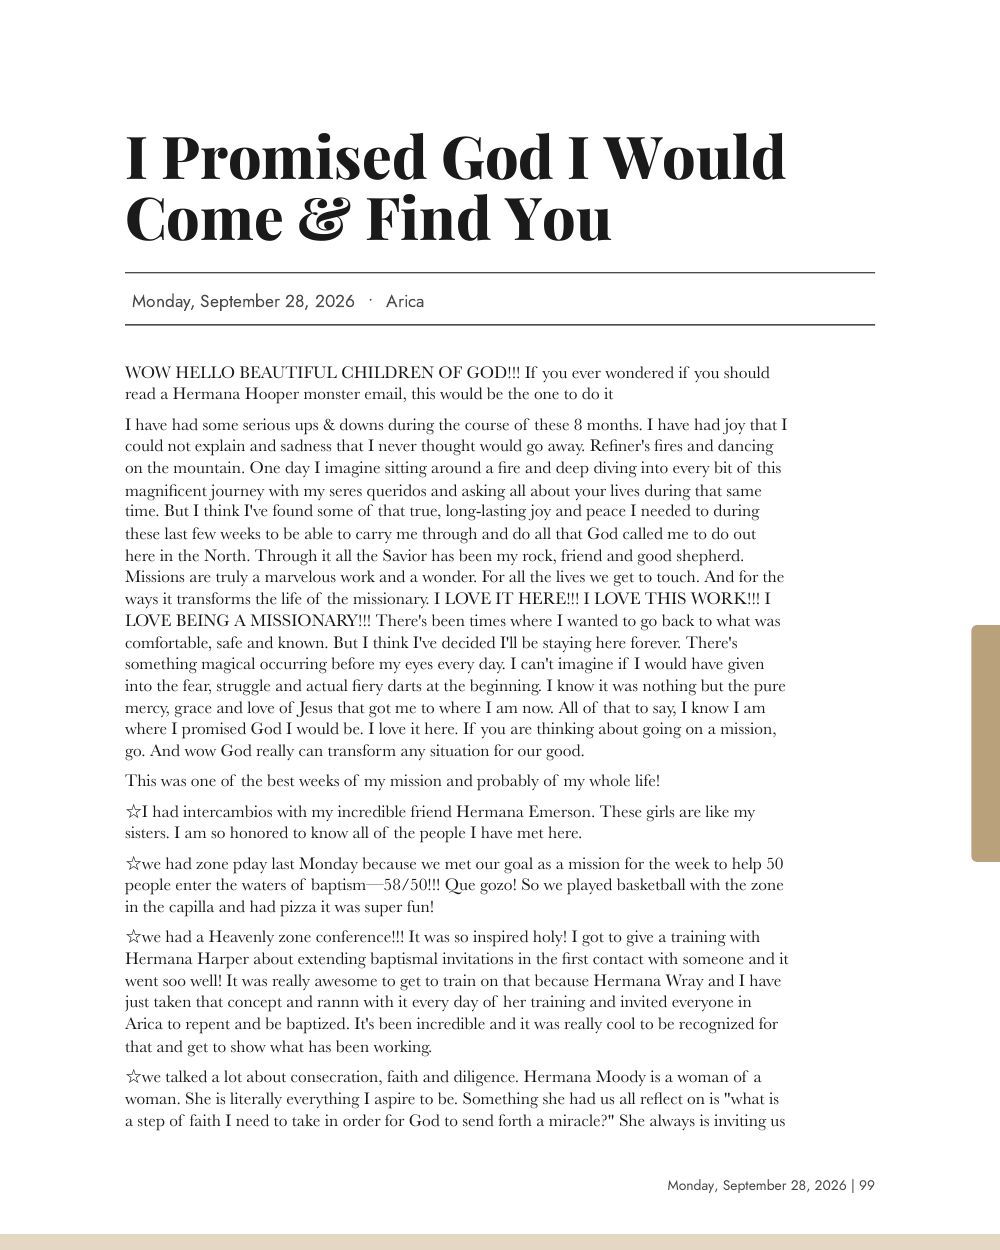 I Promised God I Would
Come & Find You
Monday, September 28, 2026 · Arica
WOW HELLO BEAUTIFUL CHILDREN OF GOD!!! If you ever wondered if you should
read a Hermana Hooper monster email, this would be the one to do it
I have had some serious ups & downs during the course of these 8 months. I have had joy that I
could not explain and sadness that I never thought would go away. Refiner's fires and dancing
on the mountain. One day I imagine sitting around a fire and deep diving into every bit of this
magnificent journey with my seres queridos and asking all about your lives during that same
time. But I think I've found some of that true, long-lasting joy and peace I needed to during
these last few weeks to be able to carry me through and do all that God called me to do out
here in the North. Through it all the Savior has been my rock, friend and good shepherd.
Missions are truly a marvelous work and a wonder. For all the lives we get to touch. And for the
ways it transforms the life of the missionary. I LOVE IT HERE!!! I LOVE THIS WORK!!! I
LOVE BEING A MISSIONARY!!! There's been times where I wanted to go back to what was
comfortable, safe and known. But I think I've decided I'll be staying here forever. There's
something magical occurring before my eyes every day. I can't imagine if I would have given
into the fear, struggle and actual fiery darts at the beginning. I know it was nothing but the pure
mercy, grace and love of Jesus that got me to where I am now. All of that to say, I know I am
where I promised God I would be. I love it here. If you are thinking about going on a mission,
go. And wow God really can transform any situation for our good.
This was one of the best weeks of my mission and probably of my whole life!
☆I had intercambios with my incredible friend Hermana Emerson. These girls are like my
sisters. I am so honored to know all of the people I have met here.
☆we had zone pday last Monday because we met our goal as a mission for the week to help 50
people enter the waters of baptism—58/50!!! Que gozo! So we played basketball with the zone
in the capilla and had pizza it was super fun!
☆we had a Heavenly zone conference!!! It was so inspired holy! I got to give a training with
Hermana Harper about extending baptismal invitations in the first contact with someone and it
went soo well! It was really awesome to get to train on that because Hermana Wray and I have
just taken that concept and rannn with it every day of her training and invited everyone in
Arica to repent and be baptized. It's been incredible and it was really cool to be recognized for
that and get to show what has been working.
☆we talked a lot about consecration, faith and diligence. Hermana Moody is a woman of a
woman. She is literally everything I aspire to be. Something she had us all reflect on is "what is
a step of faith I need to take in order for God to send forth a miracle?" She always is inviting us
Monday, September 28, 2026 | 99